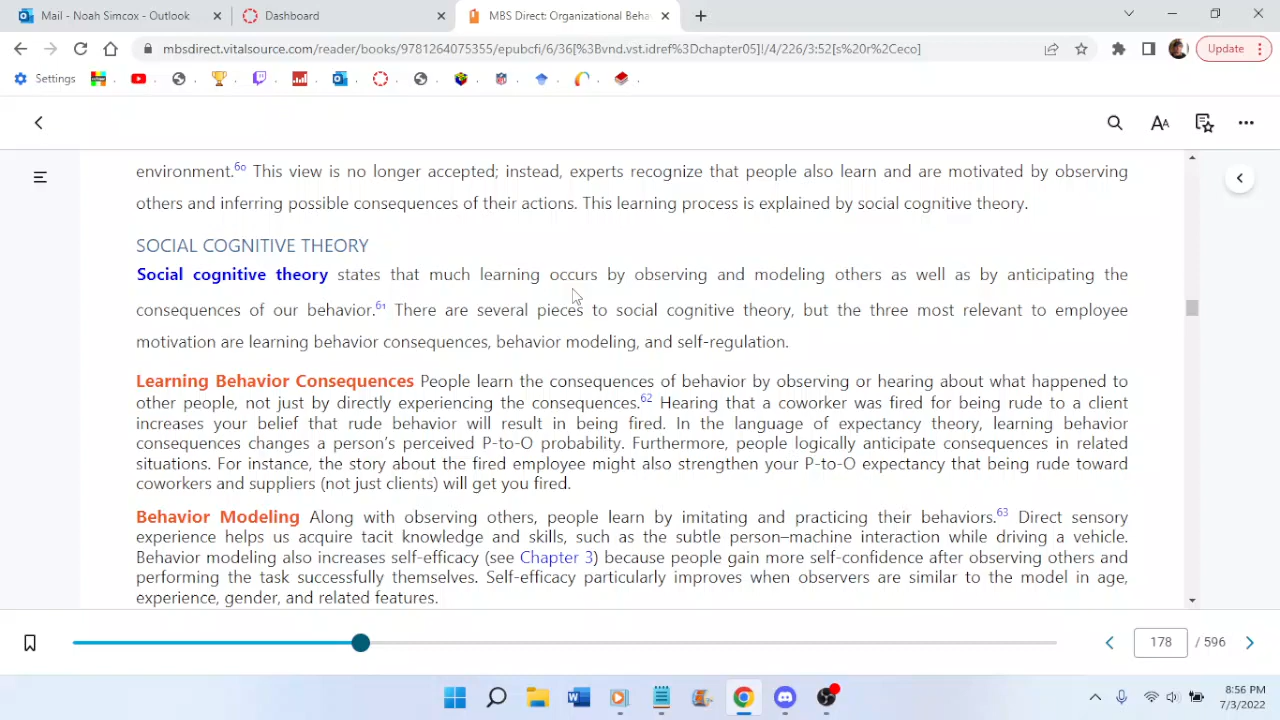 Mail - Noah Simcox - Outlook
Dashboard
MBS Direct: Organizational Beha
mbsdirect.vitalsource.com/reader/books/9781264075355/epubcfi/6/36[%3Bvnd.vst.idref%3Dchapter05]!/4/226/3:52[s%20r%2Ceco]
Update
Settings
environment.60 This view is no longer accepted; instead, experts recognize that people also learn and are motivated by observing
others and inferring possible consequences of their actions. This learning process is explained by social cognitive theory.
SOCIAL COGNITIVE THEORY
Social cognitive theory states that much learning occurs by observing and modeling others as well as by anticipating the
consequences of our behavior.61 There are several pieces to social cognitive theory, but the three most relevant to employee
motivation are learning behavior consequences, behavior modeling, and self-regulation.
Learning Behavior Consequences People learn the consequences of behavior by observing or hearing about what happened to
other people, not just by directly experiencing the consequences.62 Hearing that a coworker was fired for being rude to a client
increases your belief that rude behavior will result in being fired. In the language of expectancy theory, learning behavior
consequences changes a person's perceived P-to-O probability. Furthermore, people logically anticipate consequences in related
situations. For instance, the story about the fired employee might also strengthen your P-to-O expectancy that being rude toward
coworkers and suppliers (not just clients) will get you fired.
Behavior Modeling Along with observing others, people learn by imitating and practicing their behaviors.63 Direct sensory
experience helps us acquire tacit knowledge and skills, such as the subtle person–machine interaction while driving a vehicle.
Behavior modeling also increases self-efficacy (see Chapter 3) because people gain more self-confidence after observing others and
performing the task successfully themselves. Self-efficacy particularly improves when observers are similar to the model in age,
experience, gender, and related features.
178 / 596
8:56 PM
7/3/2022